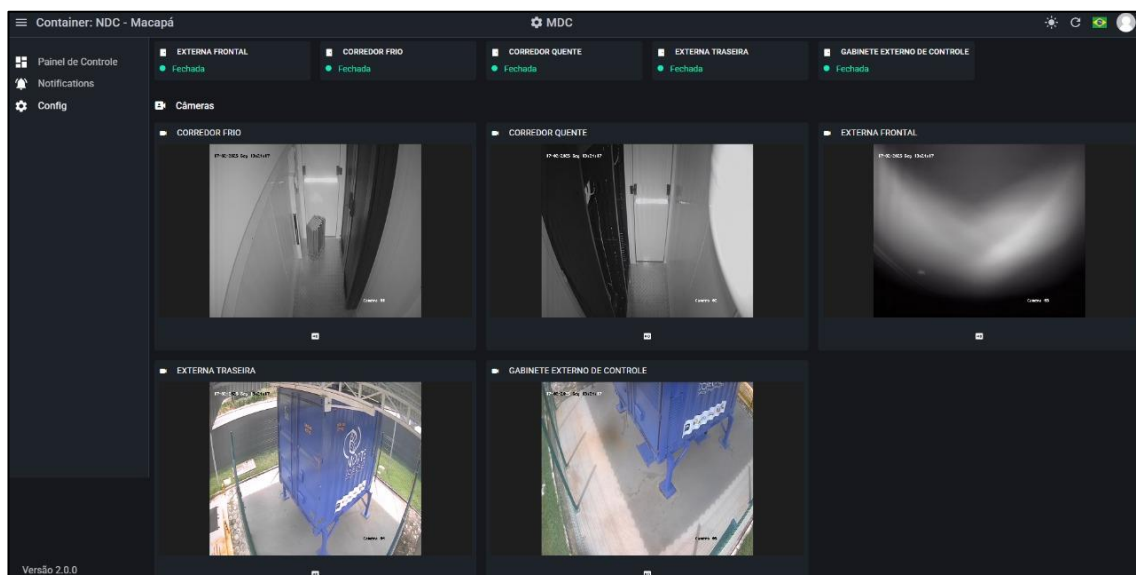 Container: NDC - Macapá
MDC
Painel de Controle
Notifications
Config
EXTERNA FRONTAL
Fechada
CORREDOR FRIO
Fechada
CORREDOR QUENTE
Fechada
EXTERNA TRASEIRA
Fechada
GABINETE EXTERNO DE CONTROLE
Fechada
Câmeras
CORREDOR FRIO
CORREDOR QUENTE
EXTERNA FRONTAL
EXTERNA TRASEIRA
GABINETE EXTERNO DE CONTROLE
Versão 2.0.0